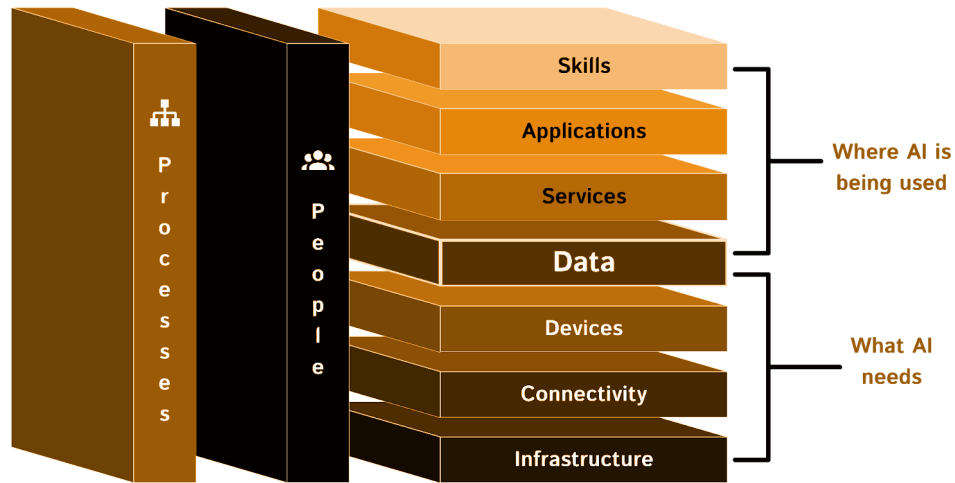 Processes
People
Skills
Applications
Services
Data
Devices
Connectivity
Infrastructure
Where AI is
being used
What AI
needs